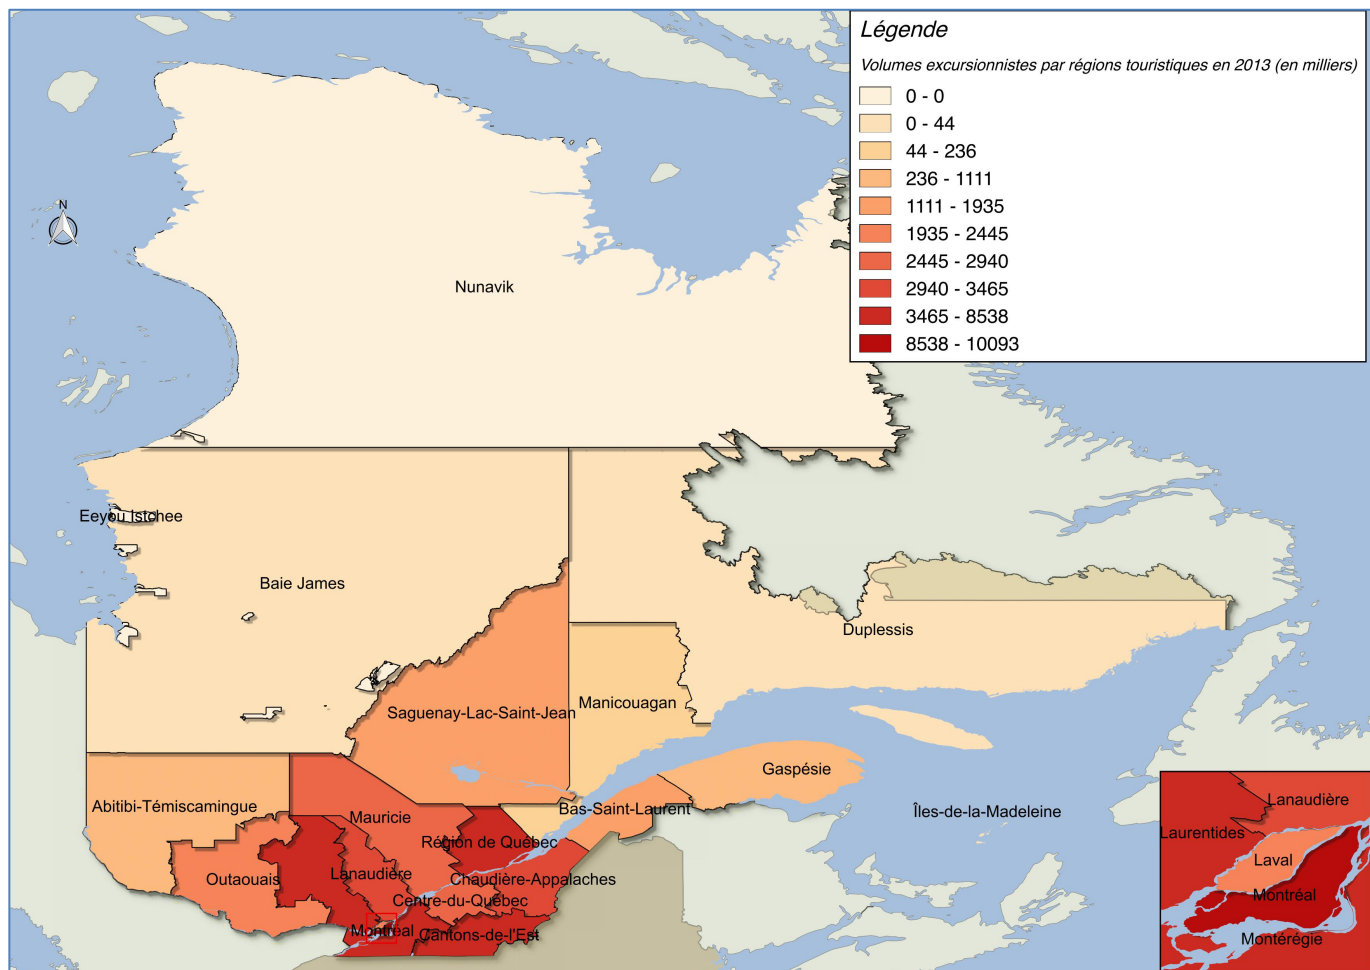 Légende
Volumes excursionnistes par régions touristiques en 2013 (en milliers)
0 - 0
0 - 44
44 - 236
236 - 1111
1111 - 1935
1935 - 2445
2445 - 2940
2940 - 3465
3465 - 8538
8538 - 10093
N
Nunavik
Eeyou Istchee
Baie James
Duplessis
Manicouagan
Saguenay-Lac-Saint-Jean
Gaspésie
Abitibi-Témiscamingue
Bas-Saint-Laurent
Îles-de-la-Madeleine
Mauricie
Région de Québec
Outaouais
Lanaudière
Chaudière-Appalaches
Centre-du-Québec
Montréal
Cantons-de-l'Est
Lanaudière
Laurentides
Laval
Montréal
Montérégie